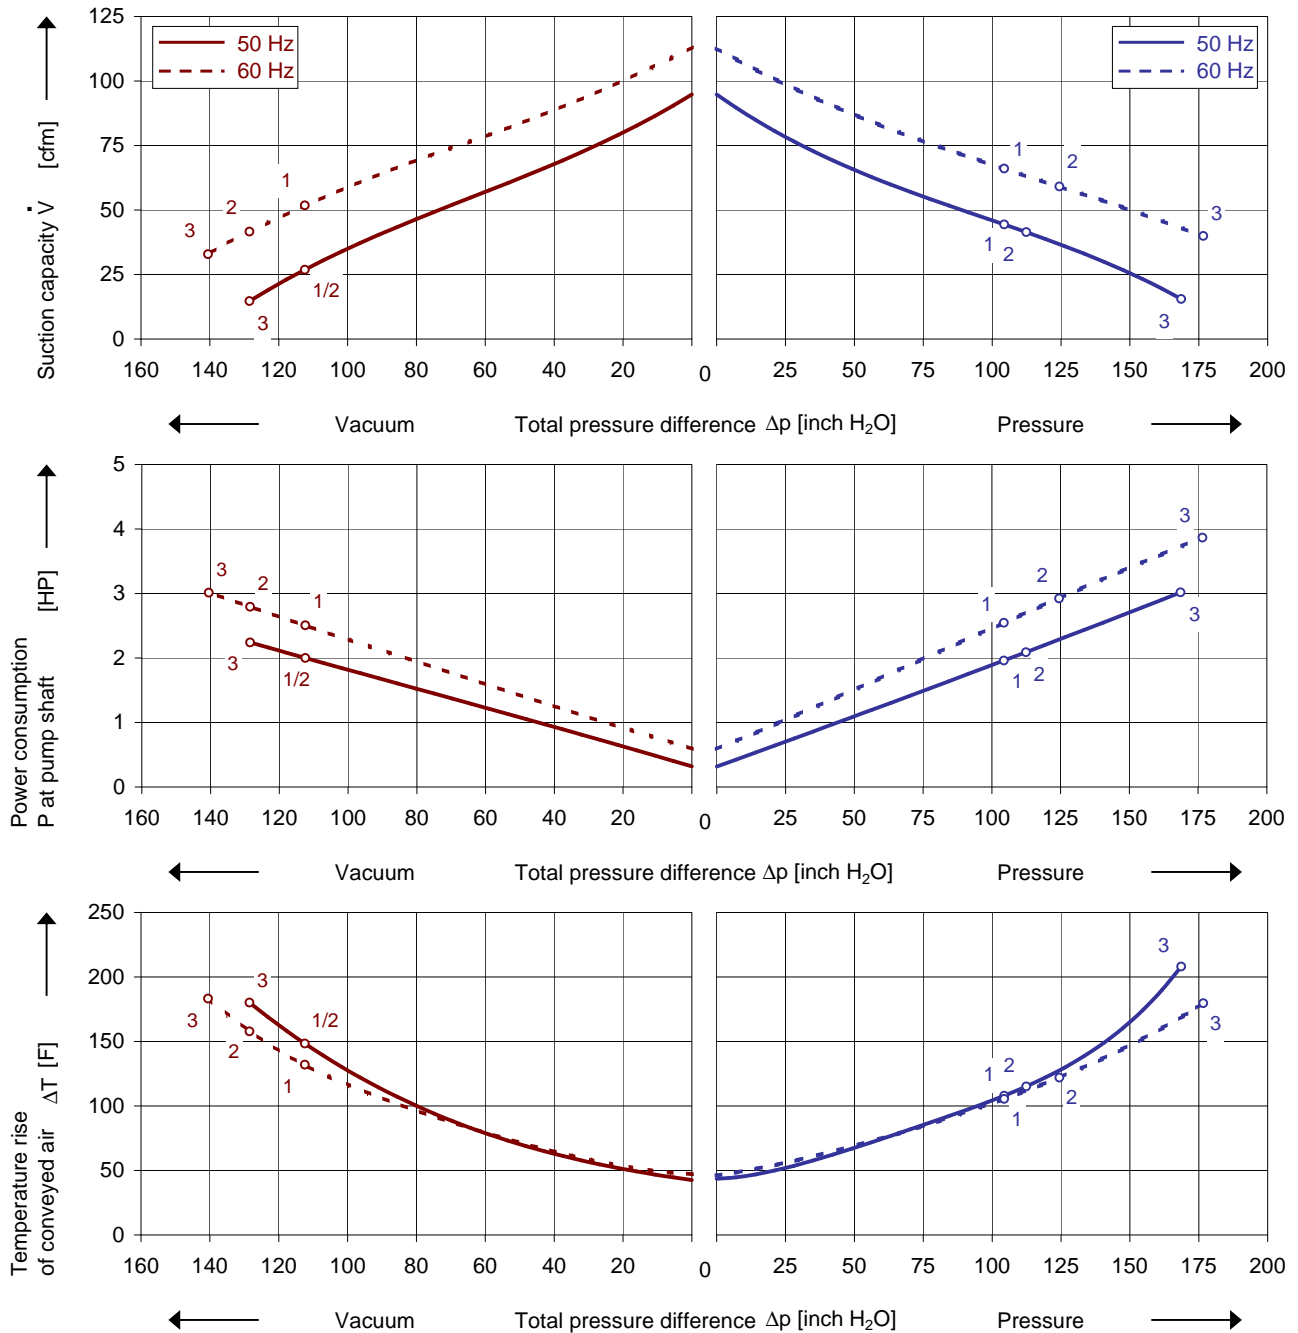 Suction capacity V̇ [cfm]
125
100
75
50
25
0
50 Hz
60 Hz
1
2
3
1/2
3
160 140 120 100 80 60 40 20 0
50 Hz
60 Hz
1
2
3
1
2
3
25 50 75 100 125 150 175 200
Vacuum Total pressure difference Δp [inch H₂O] Pressure
Power consumption
P at pump shaft [HP]
5
4
3
2
1
0
3
2
1
3
1/2
160 140 120 100 80 60 40 20 0
3
2
1
1
2
3
25 50 75 100 125 150 175 200
Vacuum Total pressure difference Δp [inch H₂O] Pressure
Temperature rise
of conveyed air ΔT [F]
250
200
150
100
50
0
3
1/2
3
2
1
160 140 120 100 80 60 40 20 0
3
1 2
1
2
3
25 50 75 100 125 150 175 200
Vacuum Total pressure difference Δp [inch H₂O] Pressure